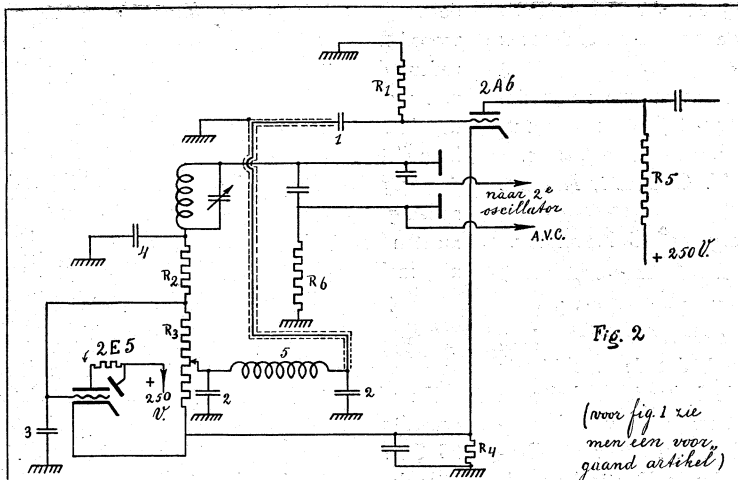 R1
2A6
1
R5
naar 2e
oscillator
A.V.C.
4
R2
R6
+ 250 V.
R3
Fig. 2
2E5
5
+
250
V.
2
2
3
R4
(voor fig. 1 zie
men een voor„
gaand artikel)